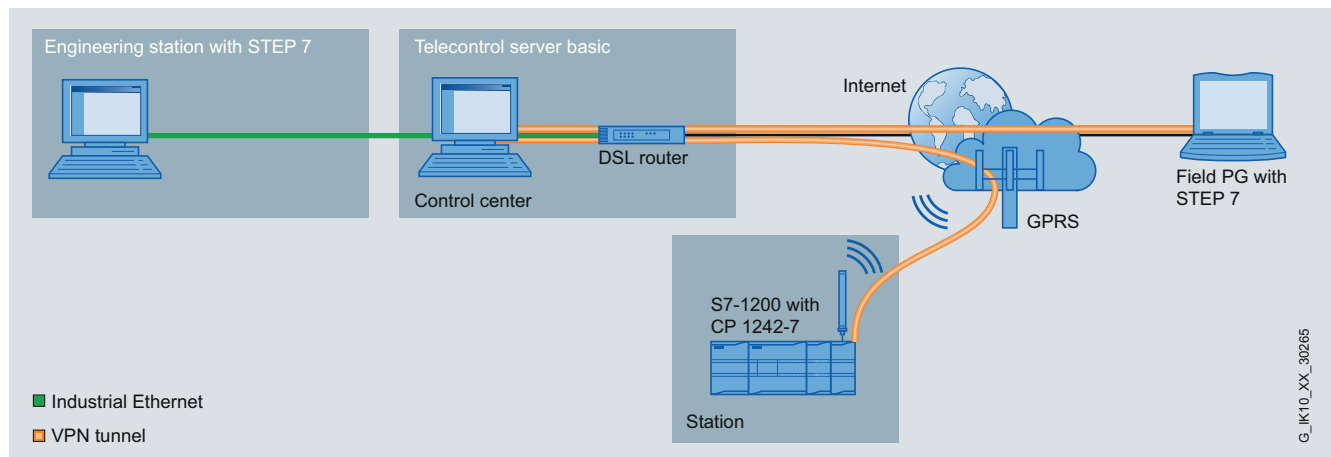 Engineering station with STEP 7
Telecontrol server basic
Internet
DSL router
Control center
Field PG with
STEP 7
GPRS
S7-1200 with
CP 1242-7
Station
Industrial Ethernet
VPN tunnel
G_IK10_XX_30265